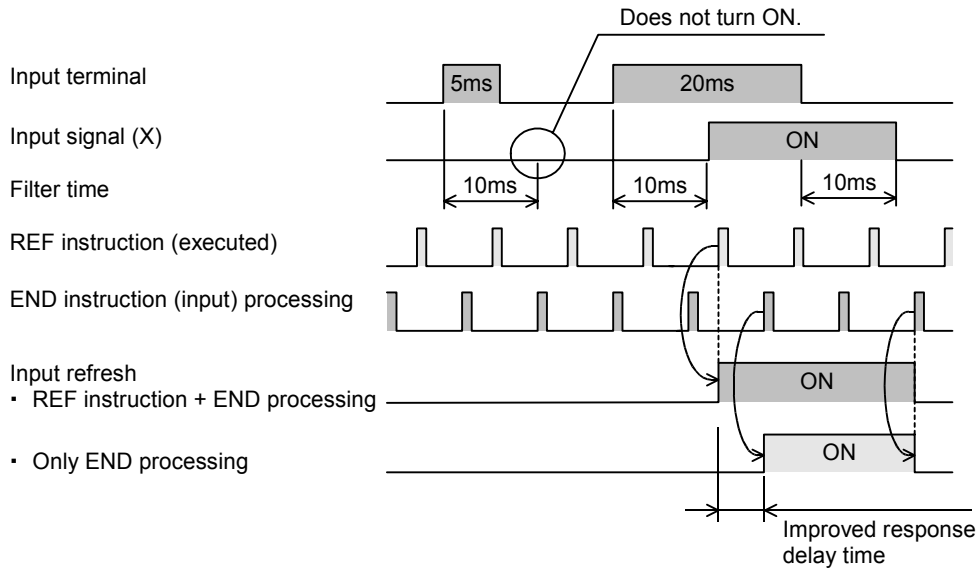 Does not turn ON.
Input terminal
5ms
20ms
Input signal (X)
ON
Filter time
10ms
10ms
10ms
REF instruction (executed)
END instruction (input) processing
Input refresh
・ REF instruction + END processing
ON
・ Only END processing
ON
Improved response
delay time